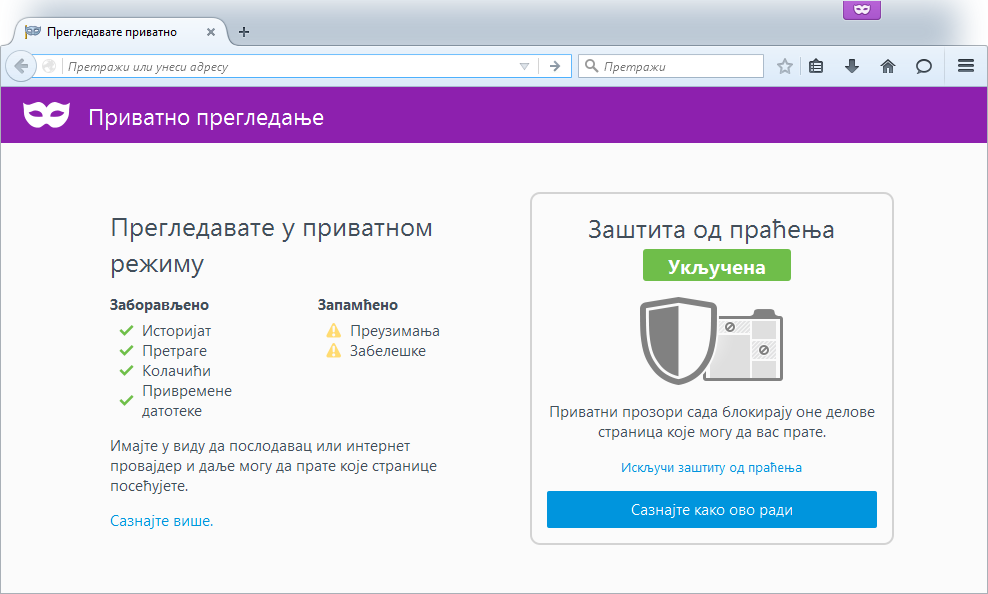 Прегледавате приватно
Претражи или унеси адресу
Претражи
Приватно прегледање
Прегледавате у приватном
режиму
Заборављено
Историјат
Претраге
Колачићи
Привремене
датотеке
Запамћено
Преузимања
Забелешке
Имајте у виду да послодавац или интернет
провајдер и даље могу да прате које странице
посећујете.
Сазнајте више.
Заштита од праћења
Укључена
Приватни прозори сада блокирају оне делове
страница које могу да вас прате.
Искључи заштиту од праћења
Сазнајте како ово ради